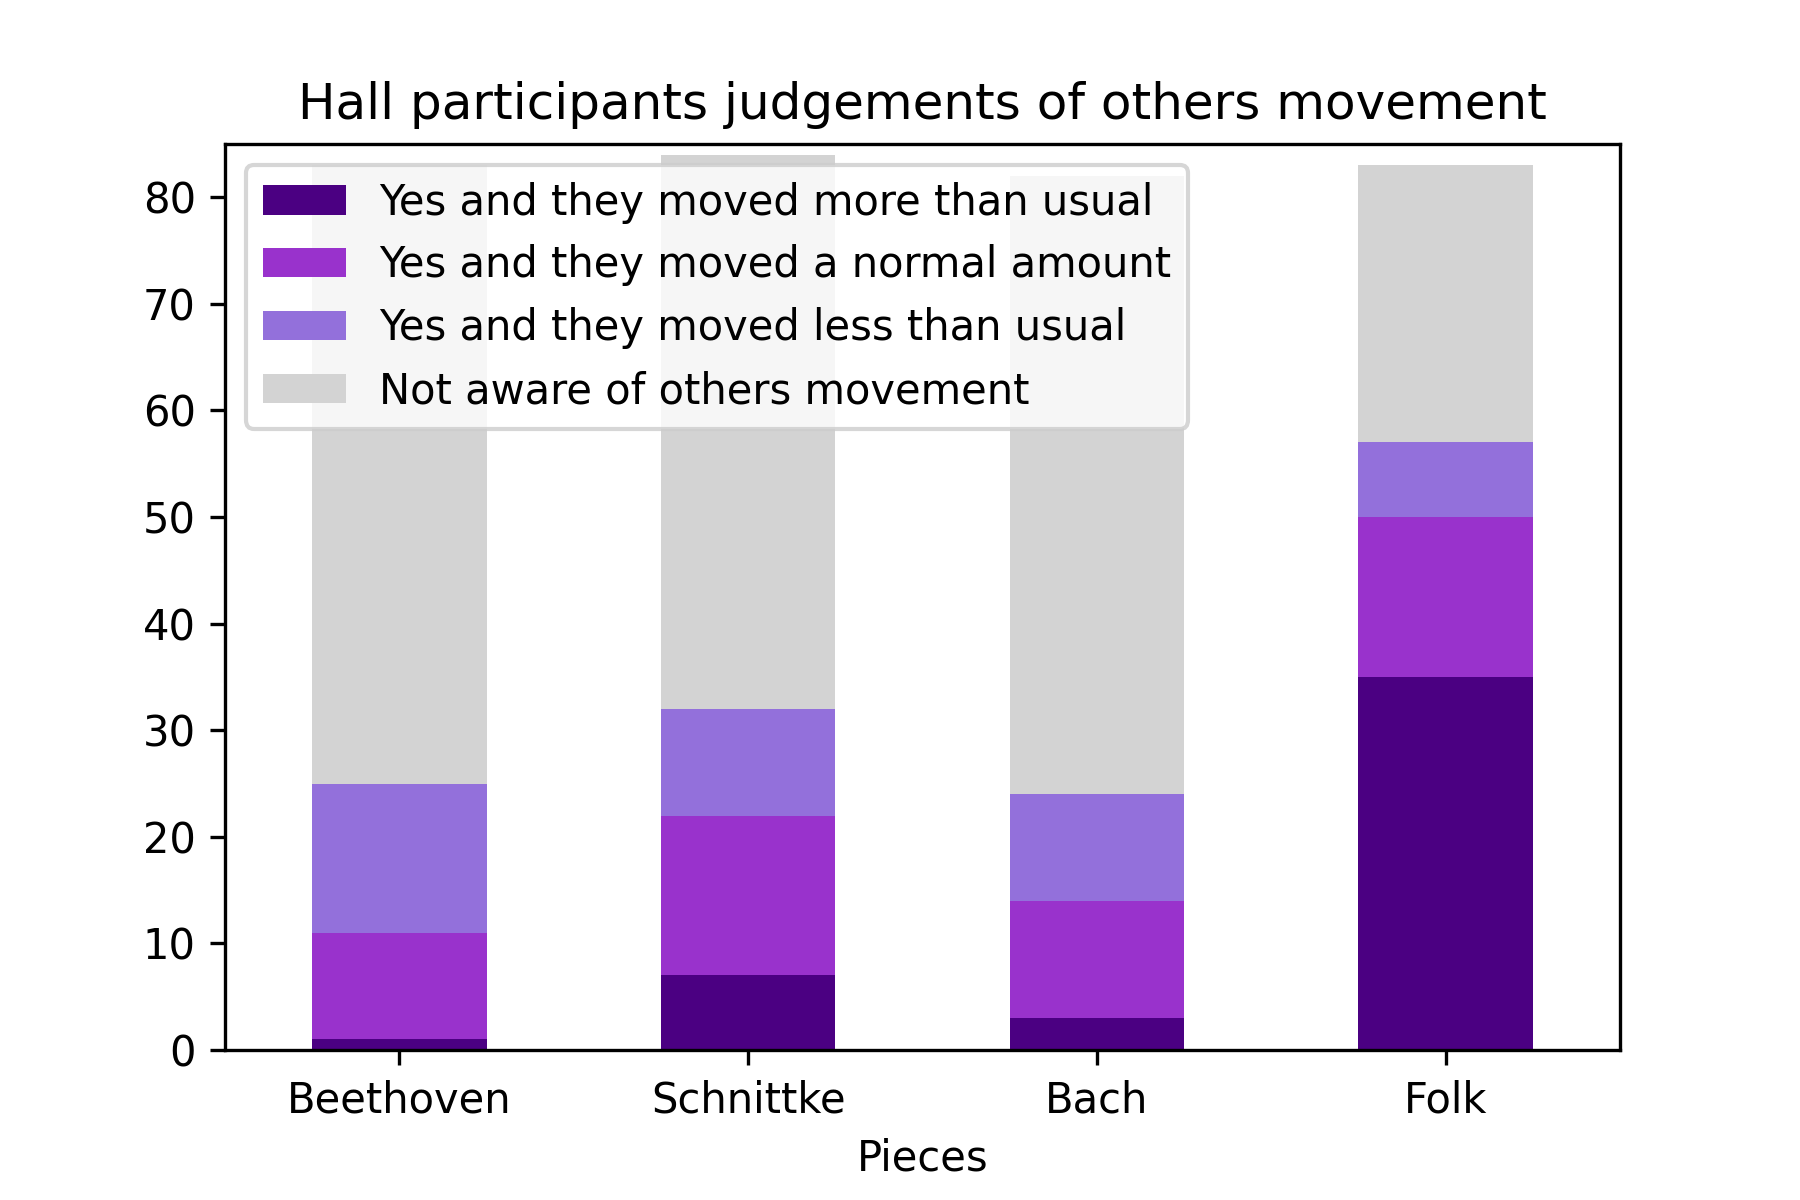 Hall participants judgements of others movement
Yes and they moved more than usual
Yes and they moved a normal amount
Yes and they moved less than usual
Not aware of others movement
80
70
60
50
40
30
20
10
0
Beethoven Schnittke Bach Folk
Pieces